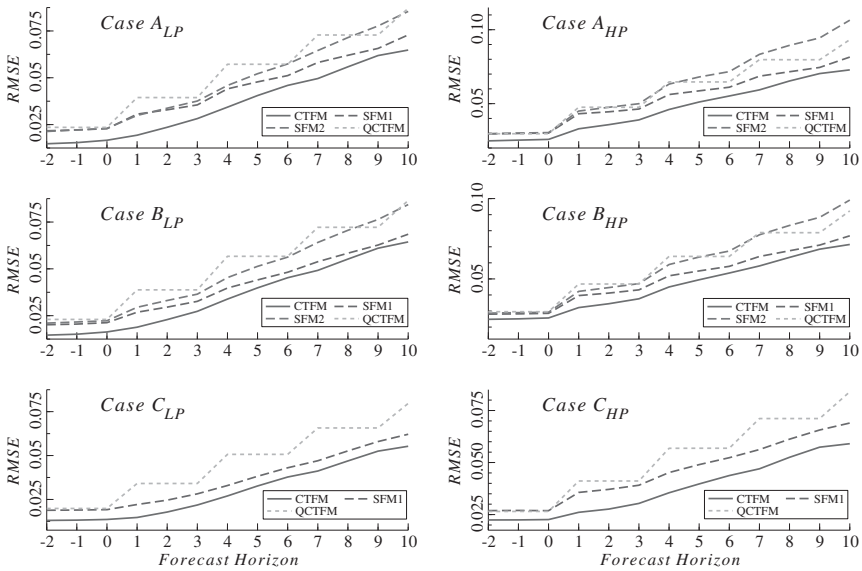 Case A_LP
RMSE
0.025 0.05 0.075
CTFM SFM1
SFM2 QCTFM
-2 -1 0 1 2 3 4 5 6 7 8 9 10
Case A_HP
RMSE
0.05 0.10
CTFM SFM1
SFM2 QCTFM
-2 -1 0 1 2 3 4 5 6 7 8 9 10
Case B_LP
RMSE
0.025 0.05 0.075
CTFM SFM1
SFM2 QCTFM
-2 -1 0 1 2 3 4 5 6 7 8 9 10
Case B_HP
RMSE
0.05 0.10
CTFM SFM1
SFM2 QCTFM
-2 -1 0 1 2 3 4 5 6 7 8 9 10
Case C_LP
RMSE
0.025 0.05 0.075
CTFM SFM1
QCTFM
-2 -1 0 1 2 3 4 5 6 7 8 9 10
Forecast Horizon
Case C_HP
RMSE
0.025 0.050 0.075
CTFM SFM1
QCTFM
-2 -1 0 1 2 3 4 5 6 7 8 9 10
Forecast Horizon